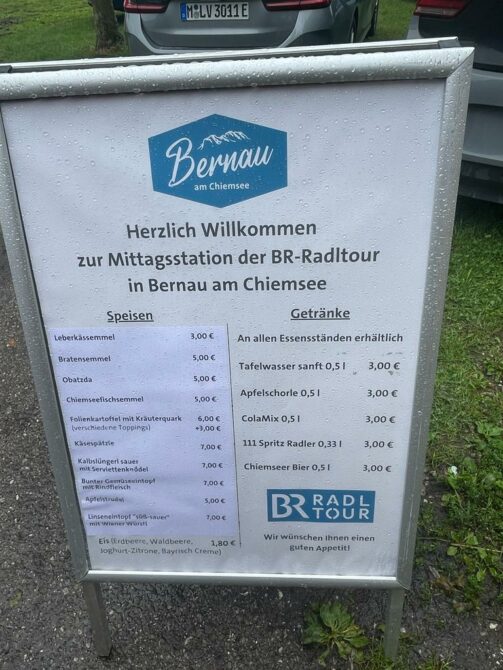 M LV3011E
Bernau
am Chiemsee
Herzlich Willkommen
zur Mittagsstation der BR-Radltour
in Bernau am Chiemsee
Speisen
Leberkässemmel 3,00 €
Bratensemmel 5,00 €
Obatzda 5,00 €
Chiemseefischsemmel 5,00 €
Folienkartoffel mit Kräuterquark 6,00 €
(verschiedene Toppings) +3,00 €
Käsespätzle 7,00 €
Kalbslüngerl sauer 7,00 €
mit Serviettenknödel
Bunter Gemüseeintopf 7,00 €
mit Rindfleisch
Apfelstrudel 5,00 €
Linseneintopf "süß-sauer" 7,00 €
mit Wiener Würstl
Eis (Erdbeere, Waldbeere, 1,80 €
Joghurt-Zitrone, Bayrisch Creme)
Getränke
An allen Essensständen erhältlich
Tafelwasser sanft 0,5 l 3,00 €
Apfelschorle 0,5 l 3,00 €
ColaMix 0,5 l 3,00 €
111 Spritz Radler 0,33 l 3,00 €
Chiemseer Bier 0,5 l 3,00 €
BR RADL
TOUR
Wir wünschen Ihnen einen
guten Appetit!